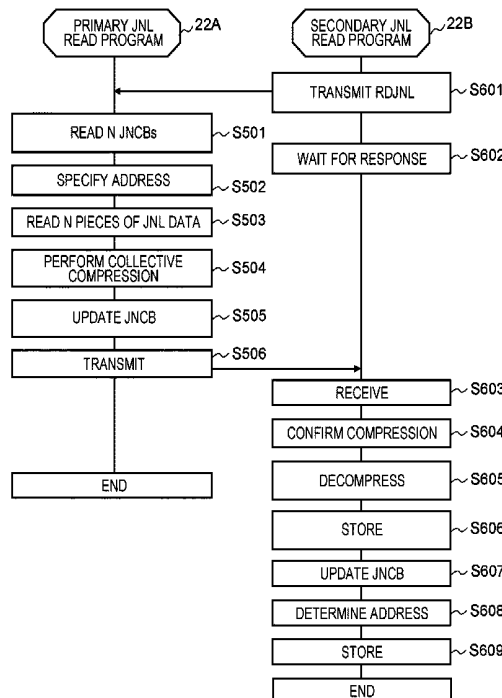 PRIMARY JNL
READ PROGRAM
22A
READ N JNCBs
S501
SPECIFY ADDRESS
S502
READ N PIECES OF JNL DATA
S503
PERFORM COLLECTIVE
COMPRESSION
S504
UPDATE JNCB
S505
TRANSMIT
S506
END
SECONDARY JNL
READ PROGRAM
22B
TRANSMIT RDJNL
S601
WAIT FOR RESPONSE
S602
RECEIVE
S603
CONFIRM COMPRESSION
S604
DECOMPRESS
S605
STORE
S606
UPDATE JNCB
S607
DETERMINE ADDRESS
S608
STORE
S609
END